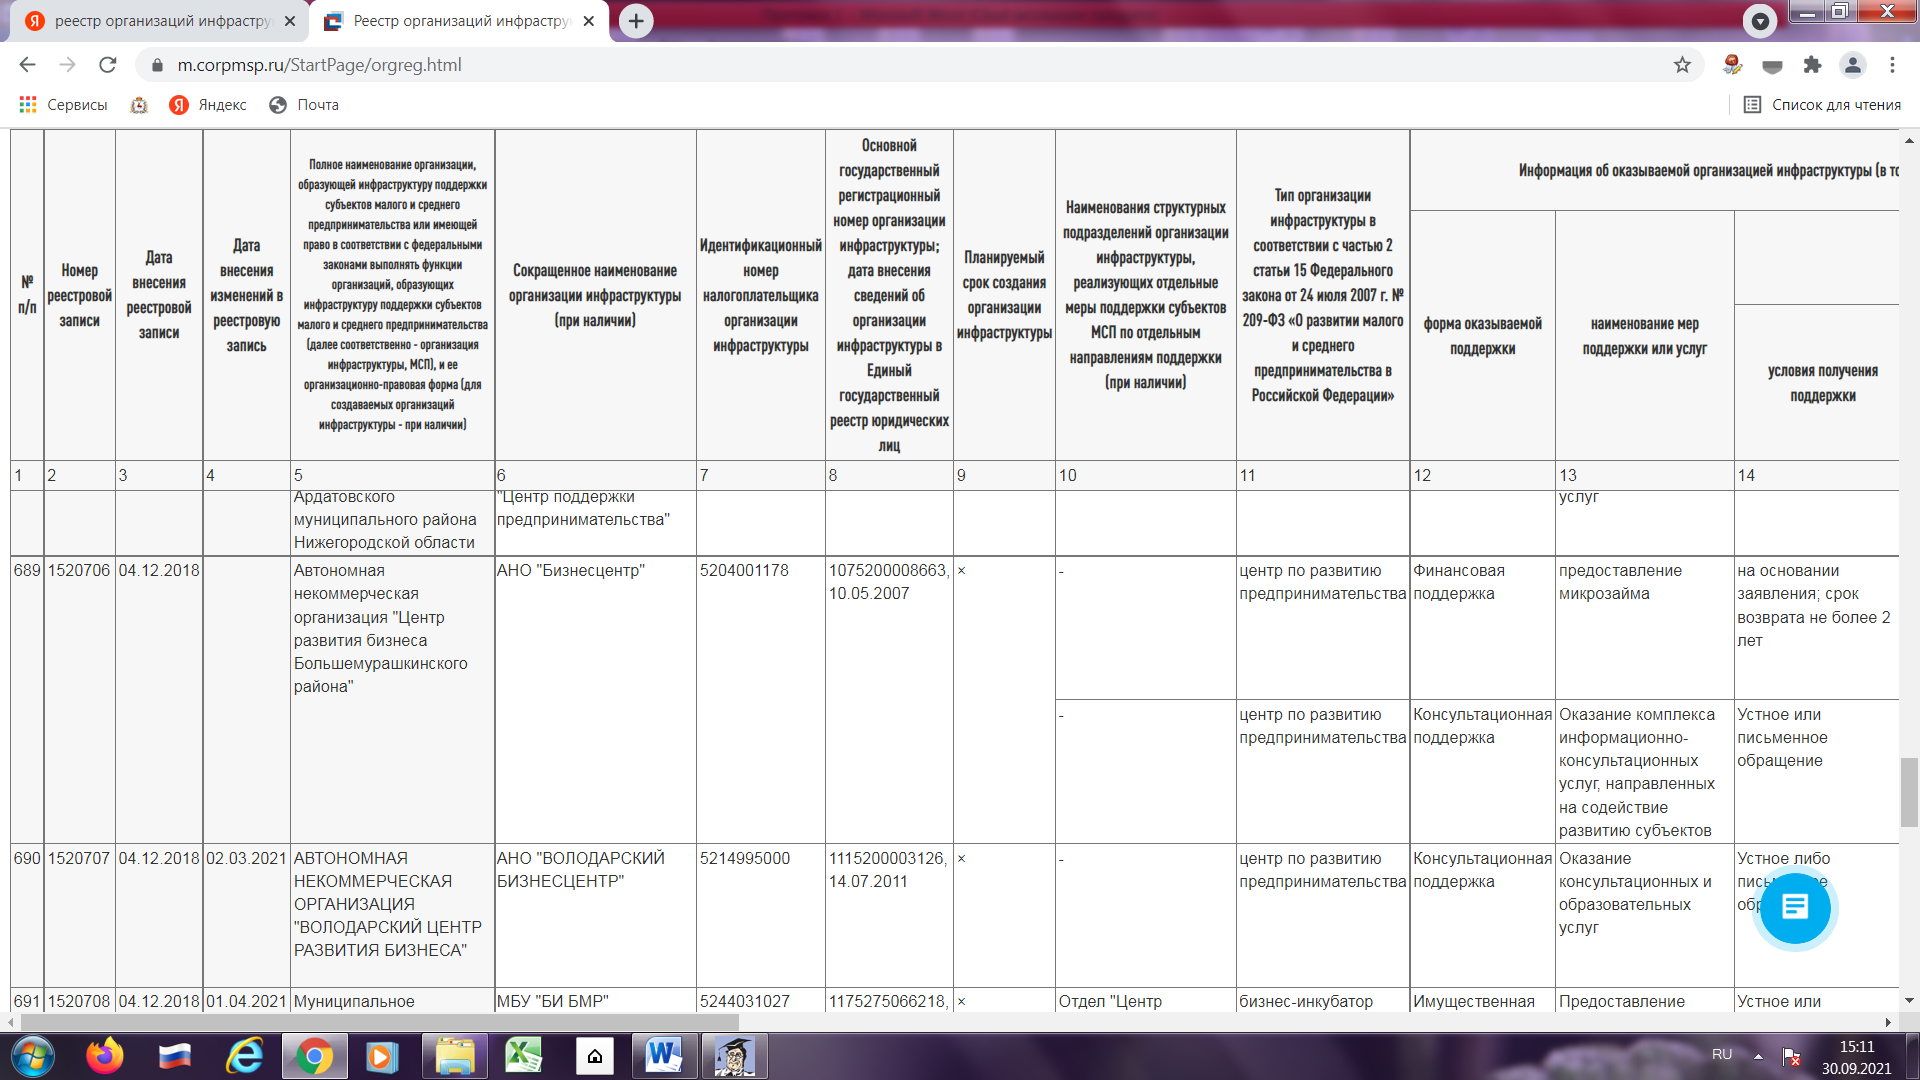 реестр организаций инфрастру
Реестр организаций инфрастру
m.corpmsp.ru/StartPage/orgreg.html
Сервисы
Яндекс
Почта
Список для чтения
№
п/п
Номер
реестровой
записи
Дата
внесения
реестровой
записи
Дата
внесения
изменений в
реестровую
запись
Полное наименование организации,
образующей инфраструктуру поддержки
субъектов малого и среднего
предпринимательства или имеющей
право в соответствии с федеральными
законами выполнять функции
организаций, образующих
инфраструктуру поддержки субъектов
малого и среднего предпринимательства
(далее соответственно - организация
инфраструктуры, МСП), и ее
организационно-правовая форма (для
создаваемых организаций
инфраструктуры - при наличии)
Сокращенное наименование
организации инфраструктуры
(при наличии)
Идентификационный
номер
налогоплательщика
организации
инфраструктуры
Основной
государственный
регистрационный
номер организации
инфраструктуры;
дата внесения
сведений об
организации
инфраструктуры в
Единый
государственный
реестр юридических
лиц
Планируемый
срок создания
организации
инфраструктуры
Наименования структурных
подразделений организации
инфраструктуры,
реализующих отдельные
меры поддержки субъектов
МСП по отдельным
направлениям поддержки
(при наличии)
Тип организации
инфраструктуры в
соответствии с частью 2
статьи 15 Федерального
закона от 24 июля 2007 г. №
209-ФЗ «О развитии малого
и среднего
предпринимательства в
Российской Федерации»
Информация об оказываемой организацией инфраструктуры (в то
форма оказываемой
поддержки
наименование мер
поддержки или услуг
условия получения
поддержки
1 2 3 4 5 6 7 8 9 10 11 12 13 14
Ардатовского
муниципального района
Нижегородской области
"Центр поддержки
предпринимательства"
услуг
689 1520706 04.12.2018
Автономная
некоммерческая
организация "Центр
развития бизнеса
Большемурашкинского
района"
АНО "Бизнесцентр"
5204001178
1075200008663,
10.05.2007
×
-
центр по развитию
предпринимательства
Финансовая
поддержка
предоставление
микрозайма
на основании
заявления; срок
возврата не более 2
лет
-
центр по развитию
предпринимательства
Консультационная
поддержка
Оказание комплекса
информационно-
консультационных
услуг, направленных
на содействие
развитию субъектов
Устное или
письменное
обращение
690 1520707 04.12.2018 02.03.2021
АВТОНОМНАЯ
НЕКОММЕРЧЕСКАЯ
ОРГАНИЗАЦИЯ
"ВОЛОДАРСКИЙ ЦЕНТР
РАЗВИТИЯ БИЗНЕСА"
АНО "ВОЛОДАРСКИЙ
БИЗНЕСЦЕНТР"
5214995000
1115200003126,
14.07.2011
×
-
центр по развитию
предпринимательства
Консультационная
поддержка
Оказание
консультационных и
образовательных
услуг
Устное либо
691 1520708 04.12.2018 01.04.2021
Муниципальное
МБУ "БИ БМР"
5244031027
1175275066218,
×
Отдел "Центр
бизнес-инкубатор
Имущественная
Предоставление
Устное или
RU
15:11
30.09.2021